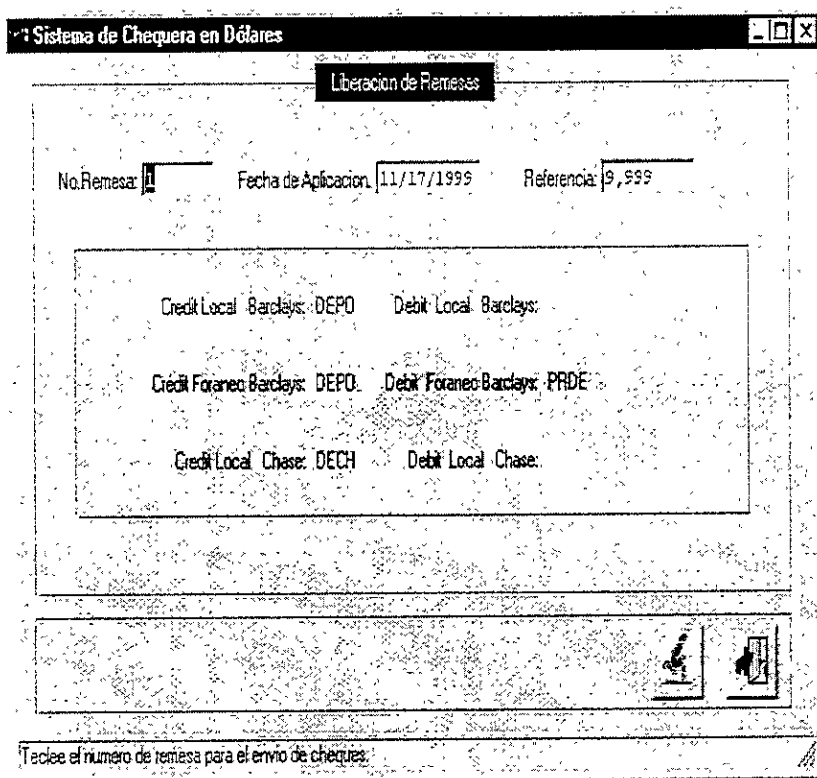 Sistema de Chequera en Dólares
Liberacion de Remesas
No.Remesa: 1 Fecha de Aplicacion. 11/17/1999 Referencia: 9,999
Credit Local Barclays: DEPO Debit Local Barclays:
Credit Foraneo Barclays: DEPO Debit Foraneo Barclays: PRDE
Credit Local Chase: DECH Debit Local Chase:
Teclee el numero de remesa para el envio de cheques.